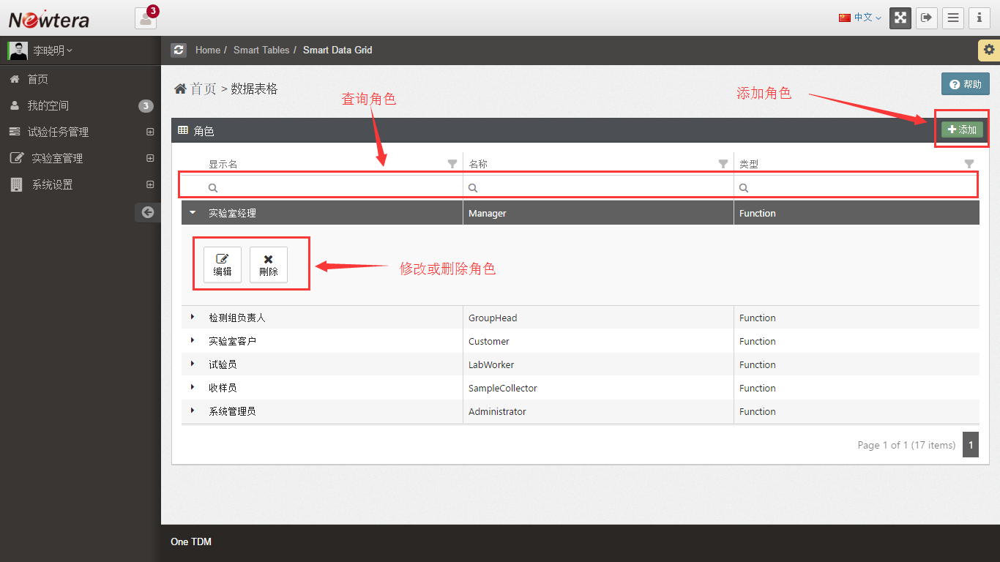 Newtera
3
中文
李晓明
Home / Smart Tables / Smart Data Grid
首页
我的空间
3
试验任务管理
实验室管理
系统设置
首页 > 数据表格
帮助
查询角色
添加角色
角色
添加
显示名 名称 类型
实验室经理 Manager Function
编辑 刪除
修改或删除角色
检测组负责人 GroupHead Function
实验室客户 Customer Function
试验员 LabWorker Function
收样员 SampleCollector Function
系统管理员 Administrator Function
Page 1 of 1 (17 items) 1
One TDM